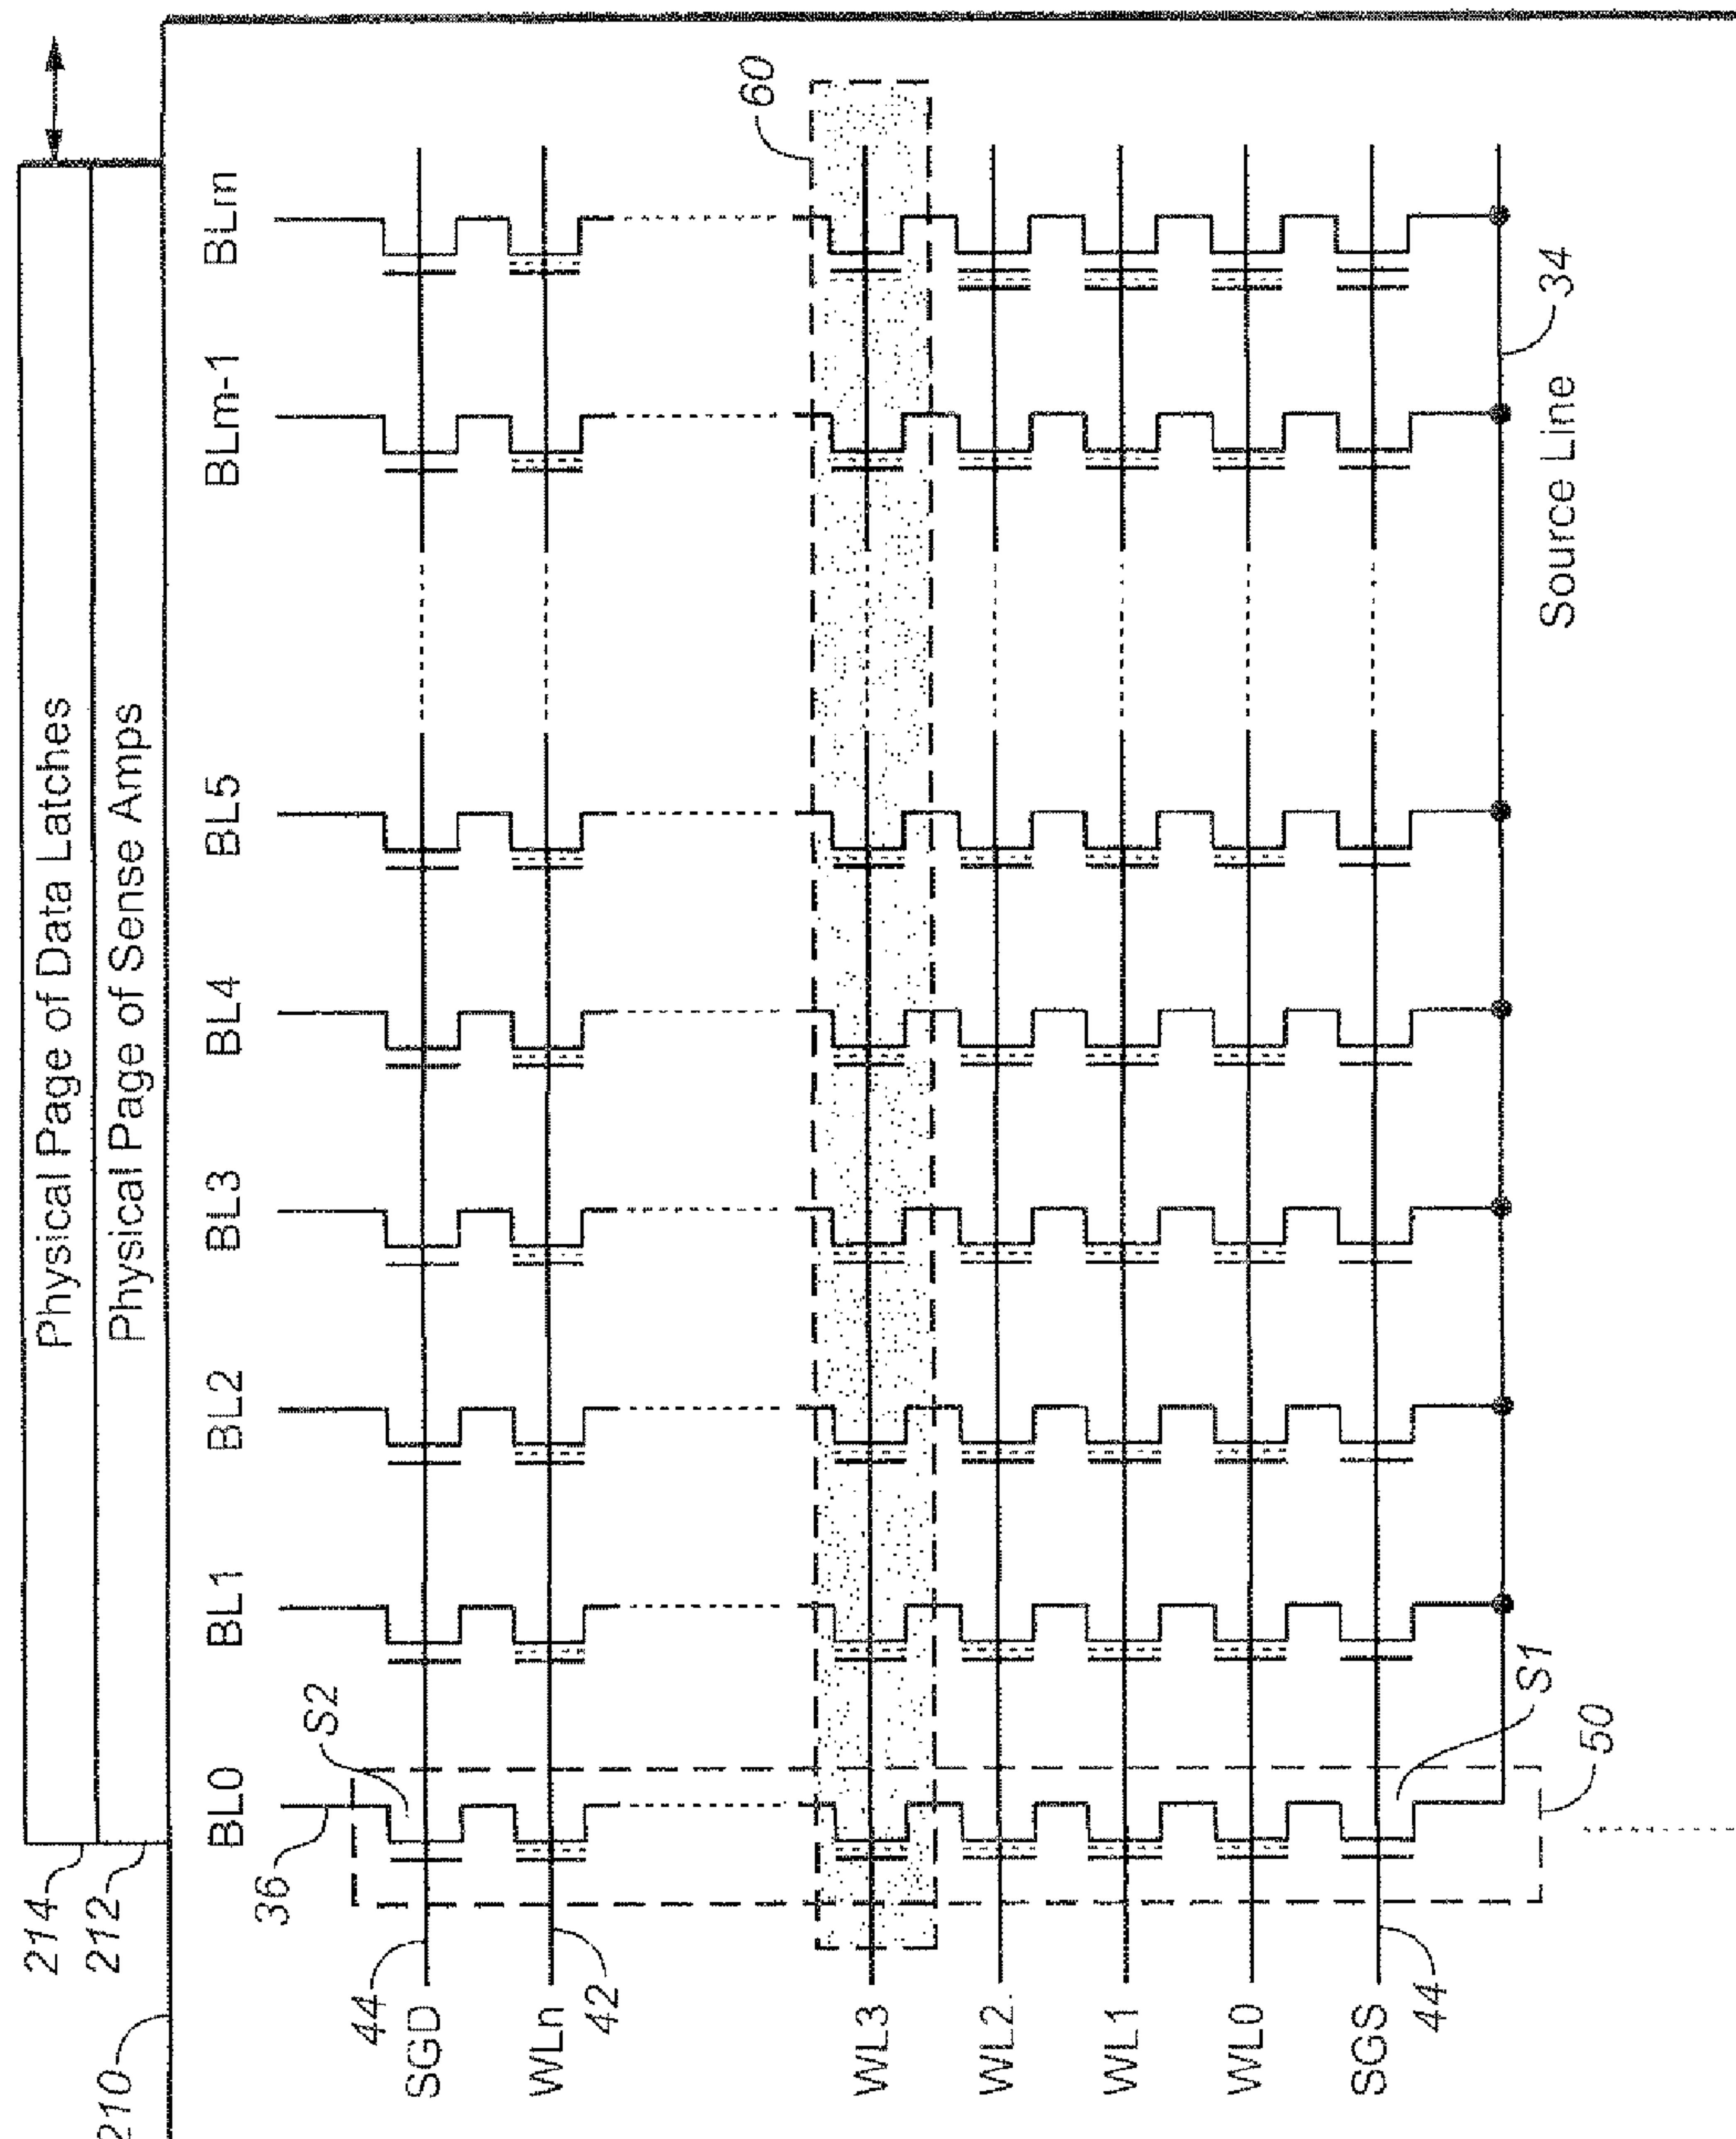 210
212
214
Physical Page of Data Latches
Physical Page of Sense Amps
BL0
BL1
BL2
BL3
BL4
BL5
BLm-1
BLm
36
S2
60
44
SGD
WLn
42
WL3
WL2
WL1
WL0
SGS
44
S1
50
34
Source Line